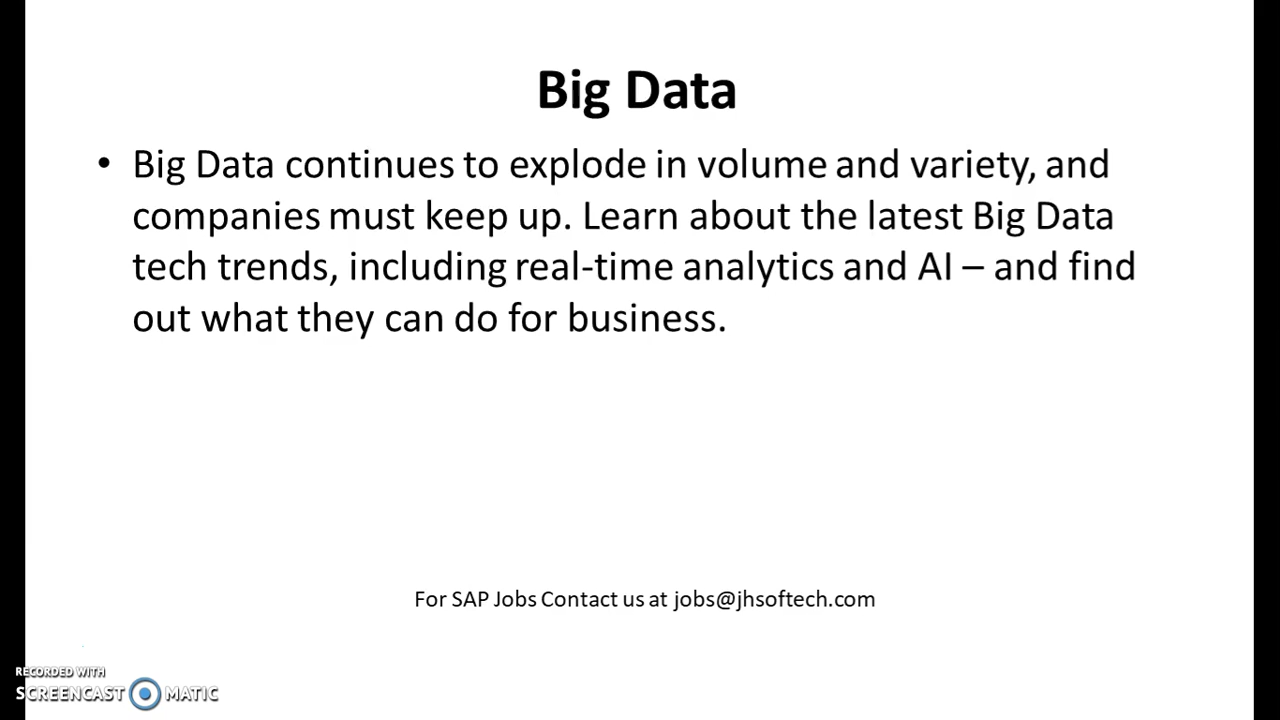 Big Data
• Big Data continues to explode in volume and variety, and
companies must keep up. Learn about the latest Big Data
tech trends, including real-time analytics and AI – and find
out what they can do for business.
For SAP Jobs Contact us at jobs@jhsoftech.com
RECORDED WITH
SCREENCAST MATIC